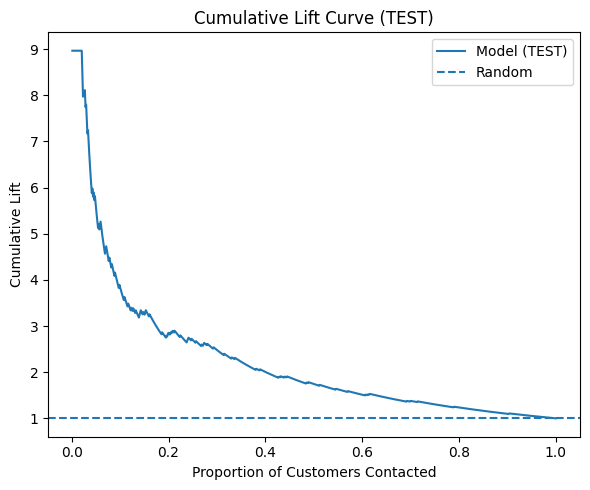 Cumulative Lift Curve (TEST)
Model (TEST)
Random
Cumulative Lift
9
8
7
6
5
4
3
2
1
0.0 0.2 0.4 0.6 0.8 1.0
Proportion of Customers Contacted